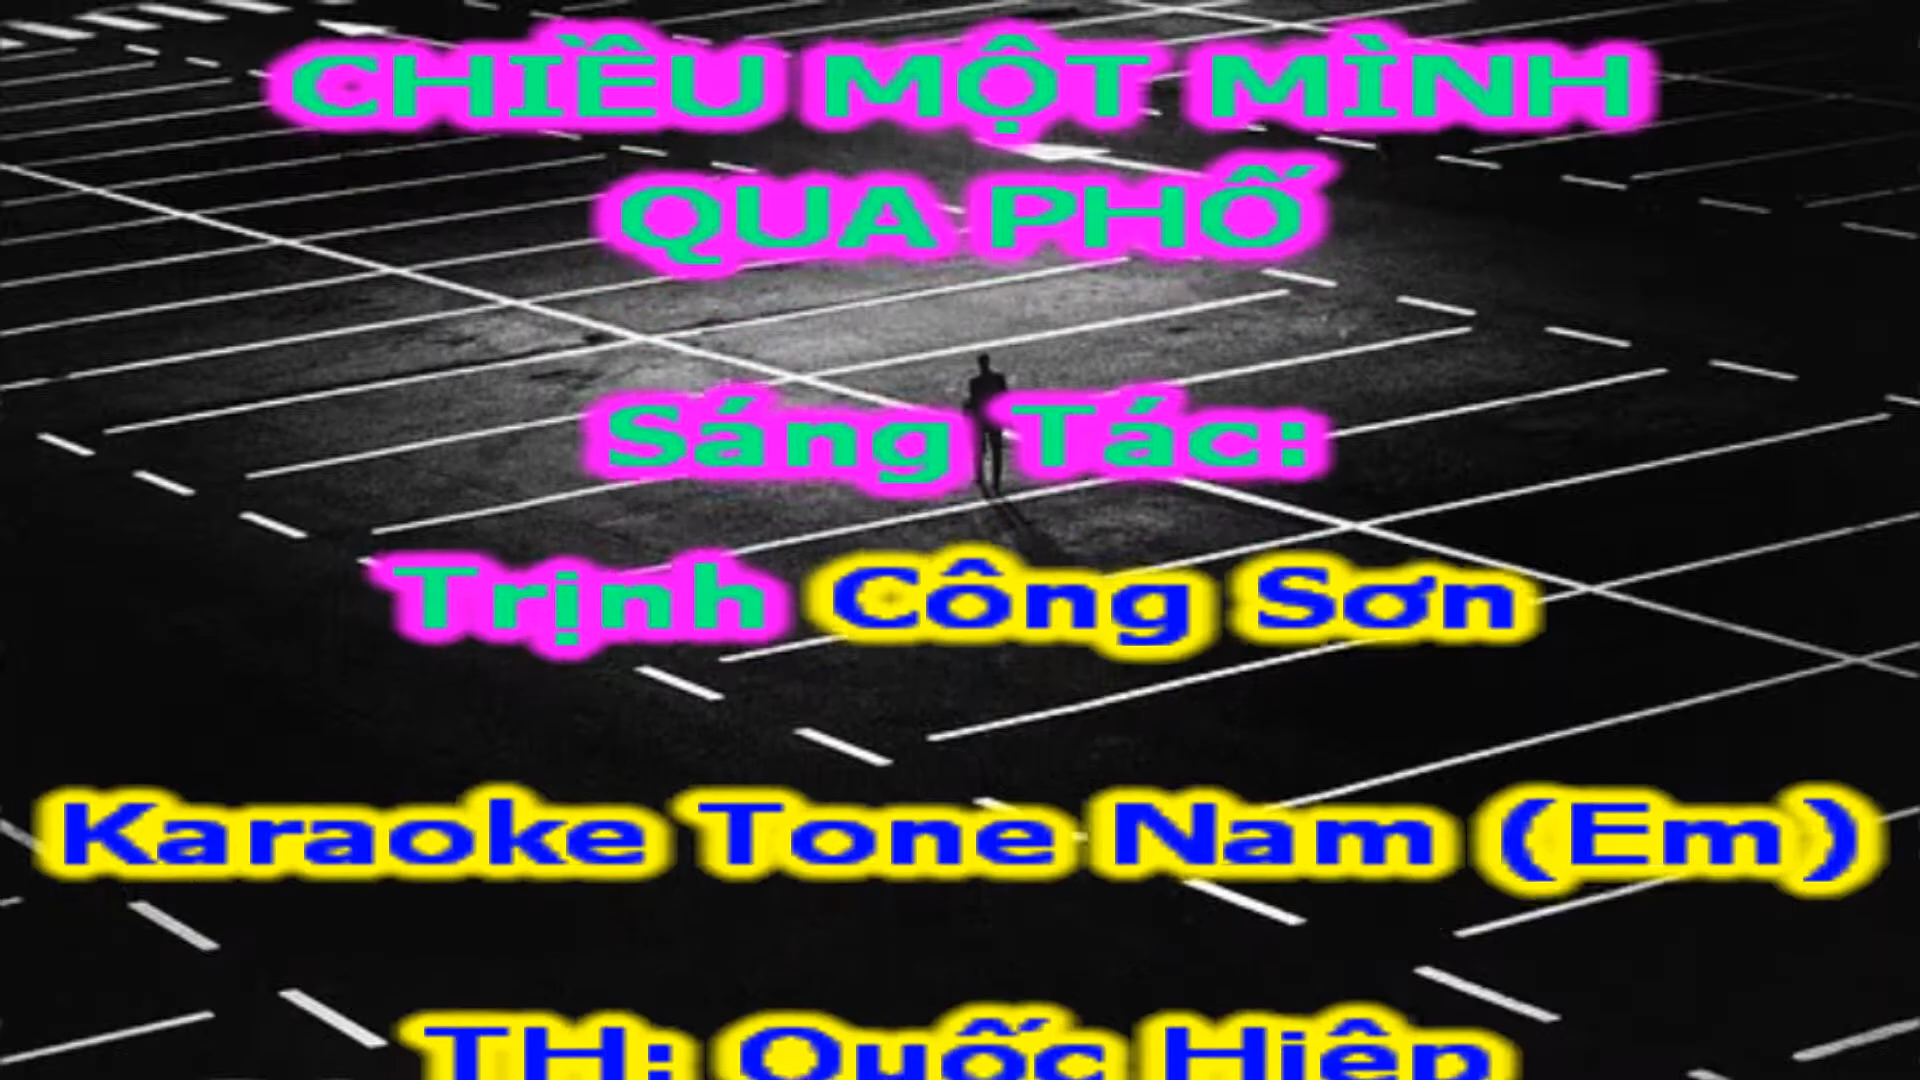 CHIỀU MỘT MÌNH
QUA PHỐ
Sáng Tác:
Trịnh Công Sơn
Karaoke Tone Nam (Em)
TH: Quốc Hiệp